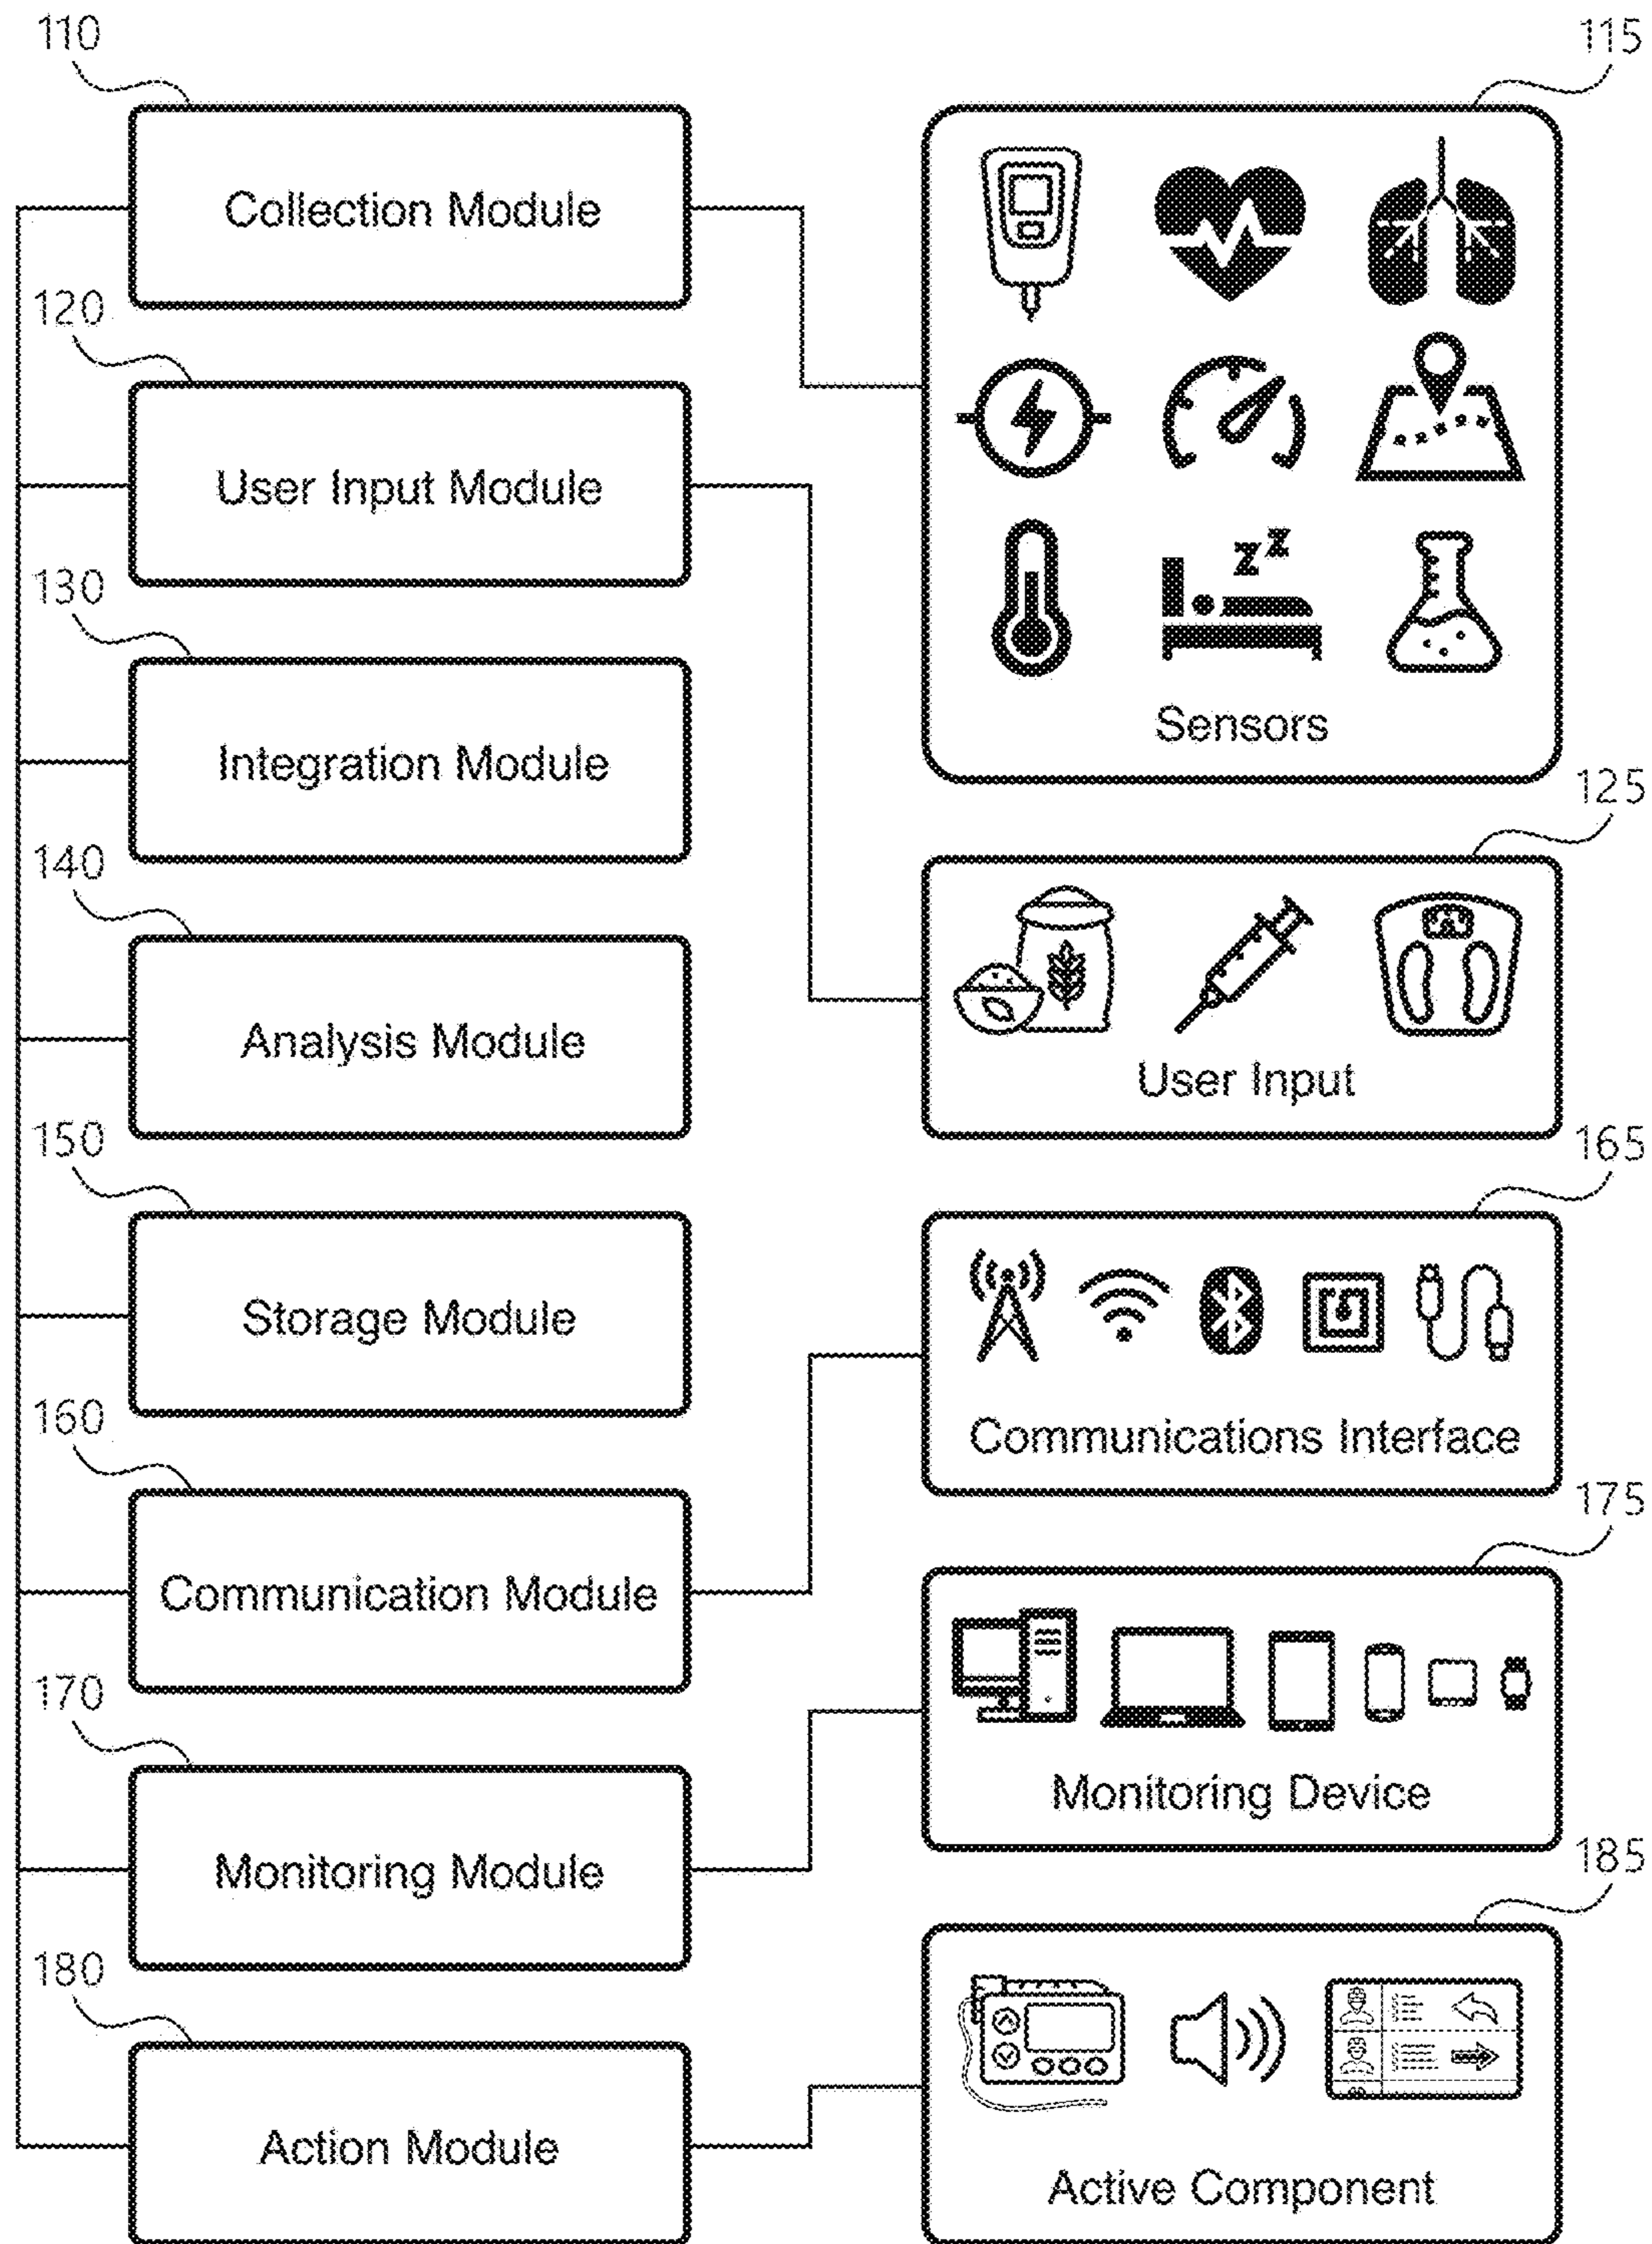 110
115
Collection Module
120
User Input Module
zz
Sensors
130
Integration Module
125
140
Analysis Module
User Input
150
165
Storage Module
Communications Interface
160
Communication Module
175
170
Monitoring Module
Monitoring Device
180
185
Action Module
Active Component